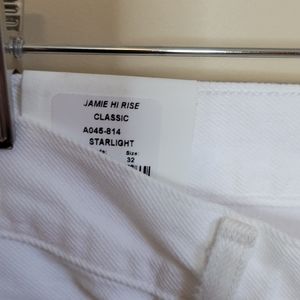 JAMIE HI RISE
CLASSIC
A045-814
STARLIGHT
Size:
32